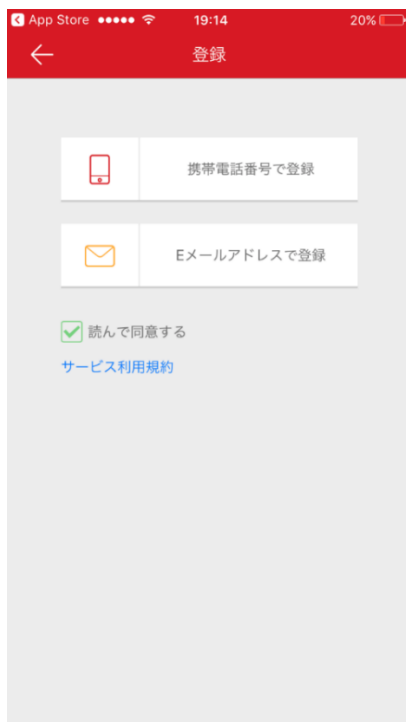 App Store 19:14 20%
登録
携帯電話番号で登録
Eメールアドレスで登録
読んで同意する
サービス利用規約